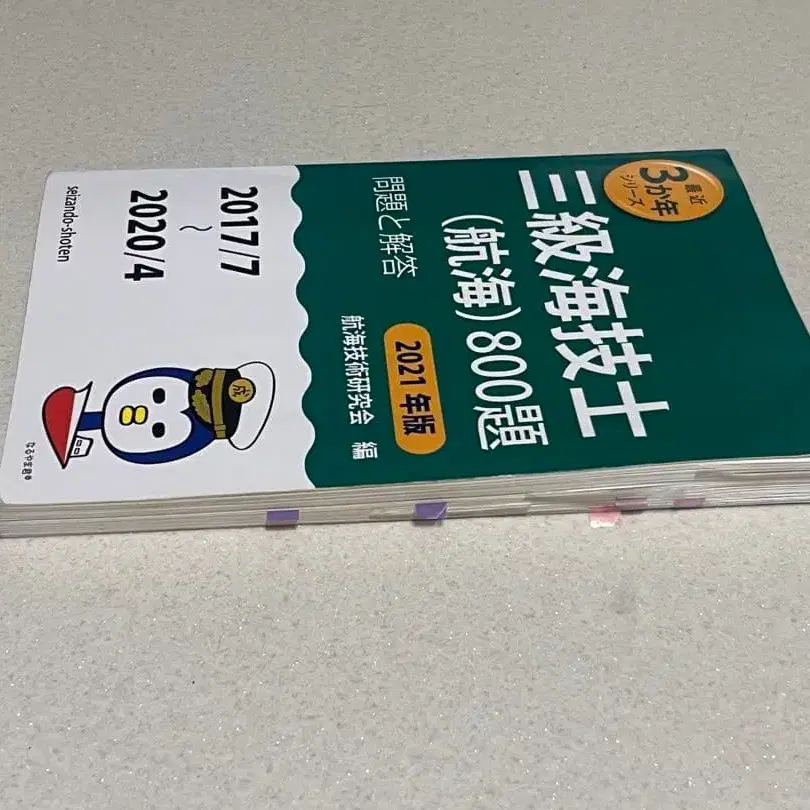 最近
3か年
シリーズ
三級海技士
(航海)800題
問題と解答
2021年版
航海技術研究会 編
2017/7
～
2020/4
成
seizando-shoten